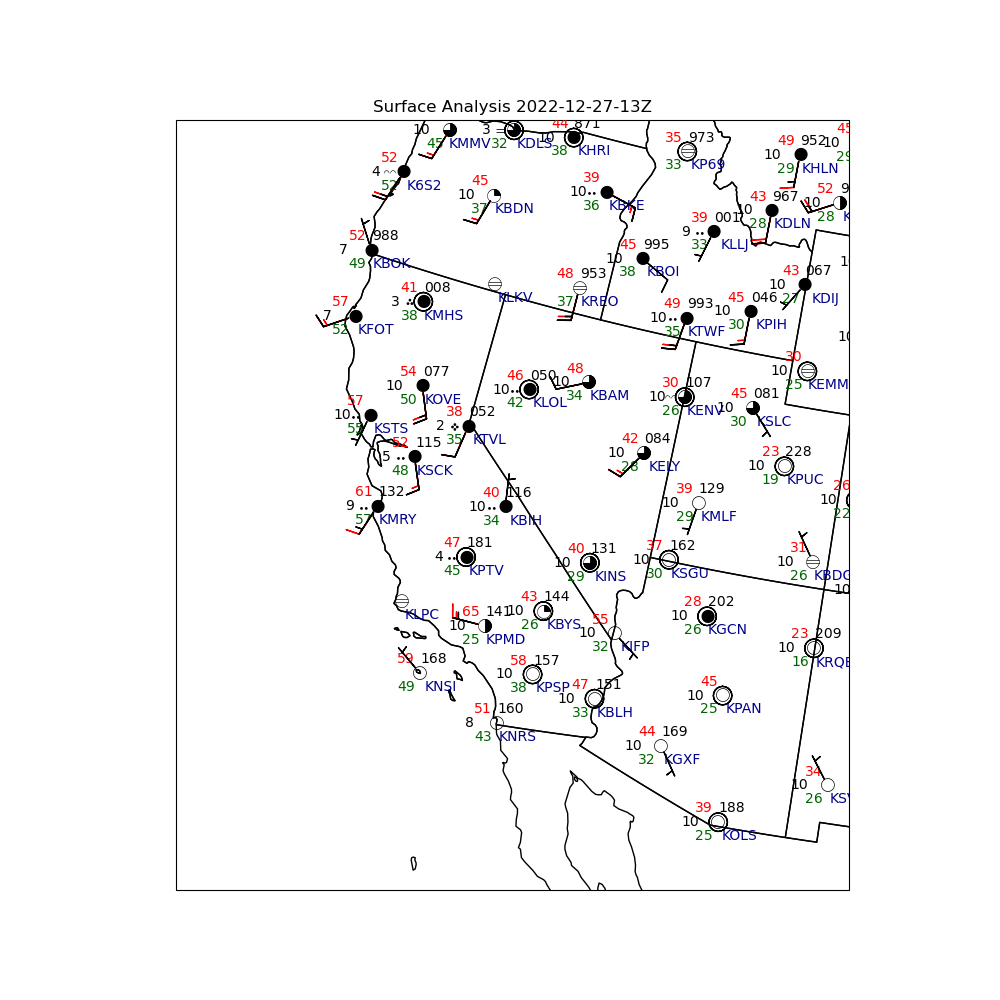 Surface Analysis 2022-12-27-13Z
10 45 KMMV
3 32 KDLS
44 871 10 38 KHRI
35 973 33 KP69
49 952 10 29 KHLN
45 10 29
52 4 52 K6S2
45 10 37 KBDN
39 10 36 KBKE
43 967 10 28 KDLN
52 9 10 28 K
39 001 9 33 KLLJ
52 988 7 49 KBOK
45 995 10 38 KBOI
43 067 10 27 KDIJ
10
41 008 3 38 KMHS
KLKV
48 953 37 KREO
57 7 52 KFOT
49 993 10 35 KTWF
45 046 10 30 KPIH
10
30 10 25 KEMM
54 077 10 50 KOVE
46 050 10 42 KLOL
48 10 34 KBAM
30 107 10 26 KENV
45 081 10 30 KSLC
57 10 55 KSTS
38 052 2 35 KTVL
52 115 5 48 KSCK
42 084 10 28 KELY
23 228 10 19 KPUC
61 132 9 57 KMRY
40 116 10 34 KBIH
39 129 10 29 KMLF
26 10 22
47 181 4 45 KPTV
40 131 10 29 KINS
37 162 10 30 KSGU
31 10 26 KBDG
10
KLPC
65 141 10 25 KPMD
43 144 10 26 KBYS
55 10 32 KIFP
28 202 10 26 KGCN
23 209 10 16 KRQE
59 168 49 KNSI
58 157 10 38 KPSP
47 151 10 33 KBLH
45 10 25 KPAN
51 160 8 43 KNRS
44 169 10 32 KGXF
34 10 26 KSV
39 188 10 25 KOLS